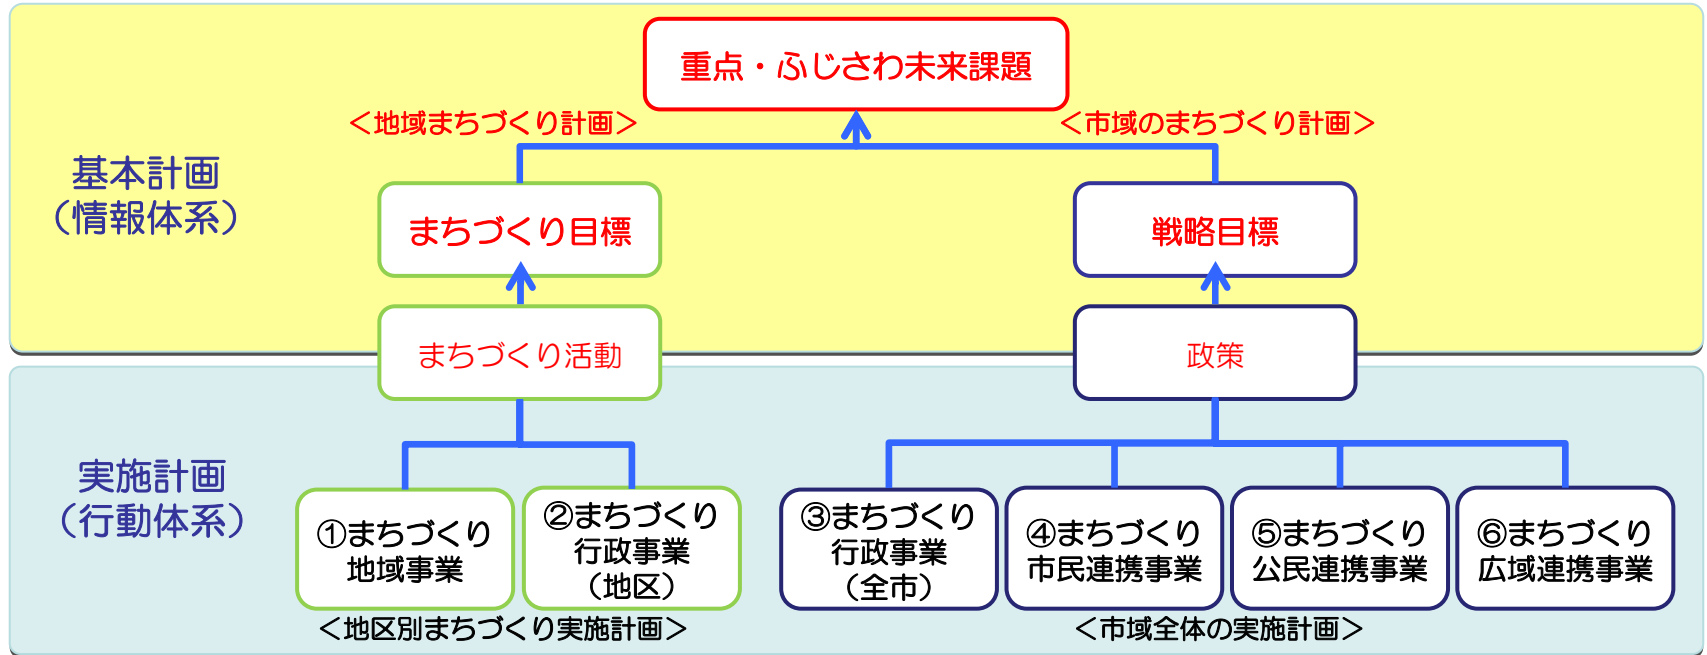 重点・ふじさわ未来課題
＜地域まちづくり計画＞
＜市域のまちづくり計画＞
基本計画
（情報体系）
まちづくり目標
戦略目標
まちづくり活動
政策
実施計画
（行動体系）
①まちづくり
地域事業
②まちづくり
行政事業
（地区）
③まちづくり
行政事業
（全市）
④まちづくり
市民連携事業
⑤まちづくり
公民連携事業
⑥まちづくり
広域連携事業
＜地区別まちづくり実施計画＞
＜市域全体の実施計画＞